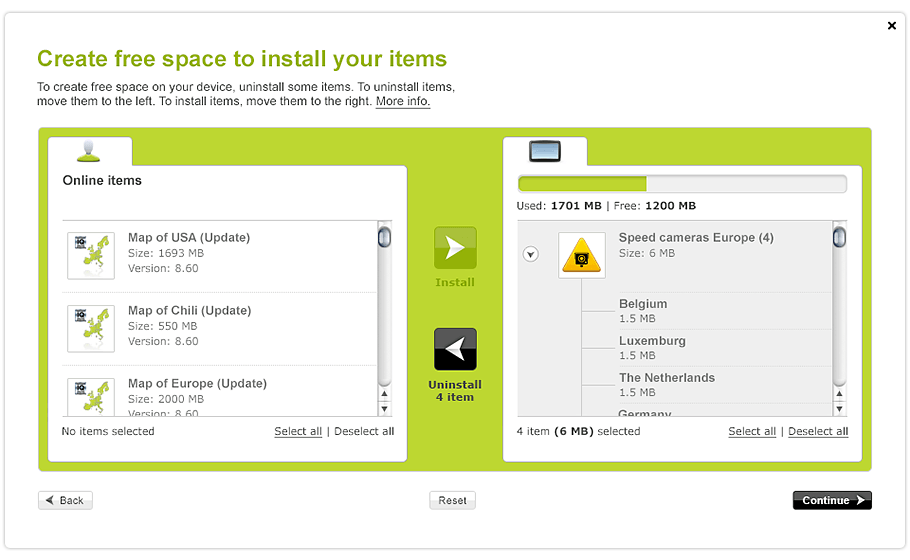 Create free space to install your items
To create free space on your device, uninstall some items. To uninstall items,
move them to the left. To install items, move them to the right. More info.
Online items
Map of USA (Update)
Size: 1693 MB
Version: 8.60
Map of Chili (Update)
Size: 550 MB
Version: 8.60
Map of Europe (Update)
Size: 2000 MB
Version: 8.60
No items selected
Select all | Deselect all
Install
Uninstall
4 item
Used: 1701 MB | Free: 1200 MB
Speed cameras Europe (4)
Size: 6 MB
Belgium
1.5 MB
Luxemburg
1.5 MB
The Netherlands
1.5 MB
Germany
4 item (6 MB) selected
Select all | Deselect all
Back
Reset
Continue